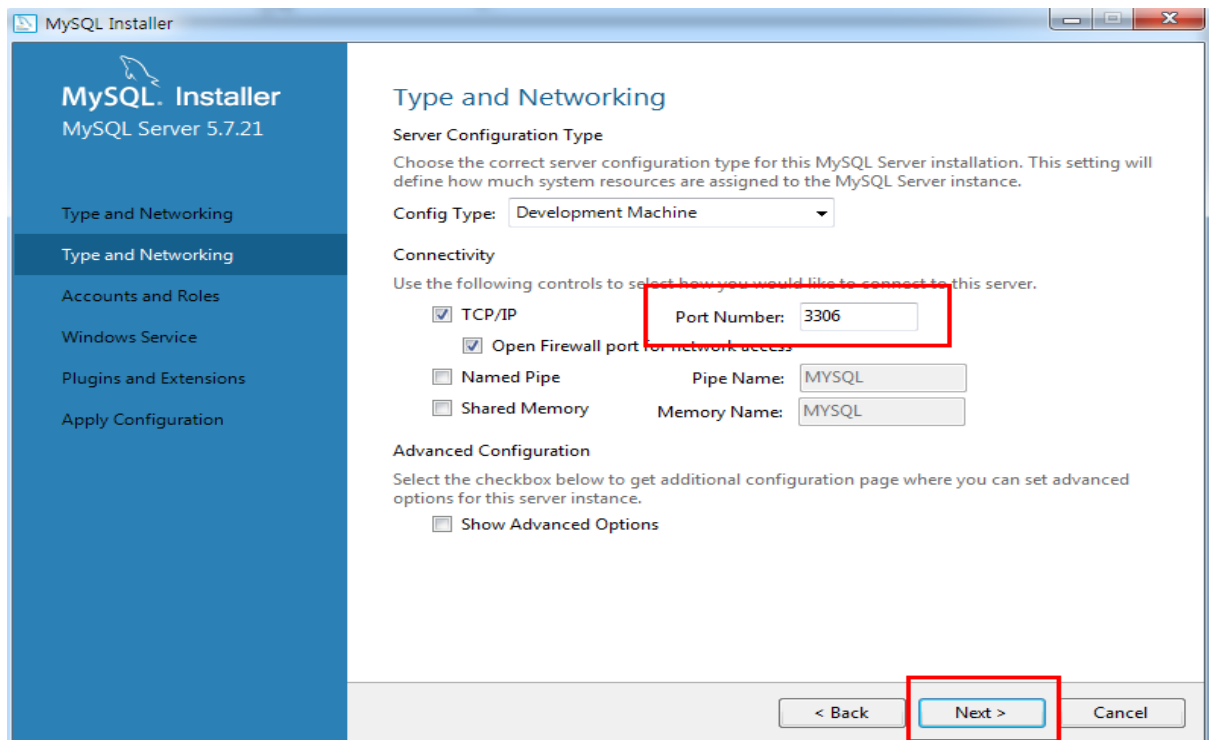 MySQL Installer
MySQL. Installer
MySQL Server 5.7.21
Type and Networking
Type and Networking
Accounts and Roles
Windows Service
Plugins and Extensions
Apply Configuration
Type and Networking
Server Configuration Type
Choose the correct server configuration type for this MySQL Server installation. This setting will
define how much system resources are assigned to the MySQL Server instance.
Config Type: Development Machine
Connectivity
Use the following controls to select how you would like to connect to this server.
TCP/IP Port Number: 3306
Open Firewall port for network access
Named Pipe Pipe Name: MYSQL
Shared Memory Memory Name: MYSQL
Advanced Configuration
Select the checkbox below to get additional configuration page where you can set advanced
options for this server instance.
Show Advanced Options
< Back Next > Cancel